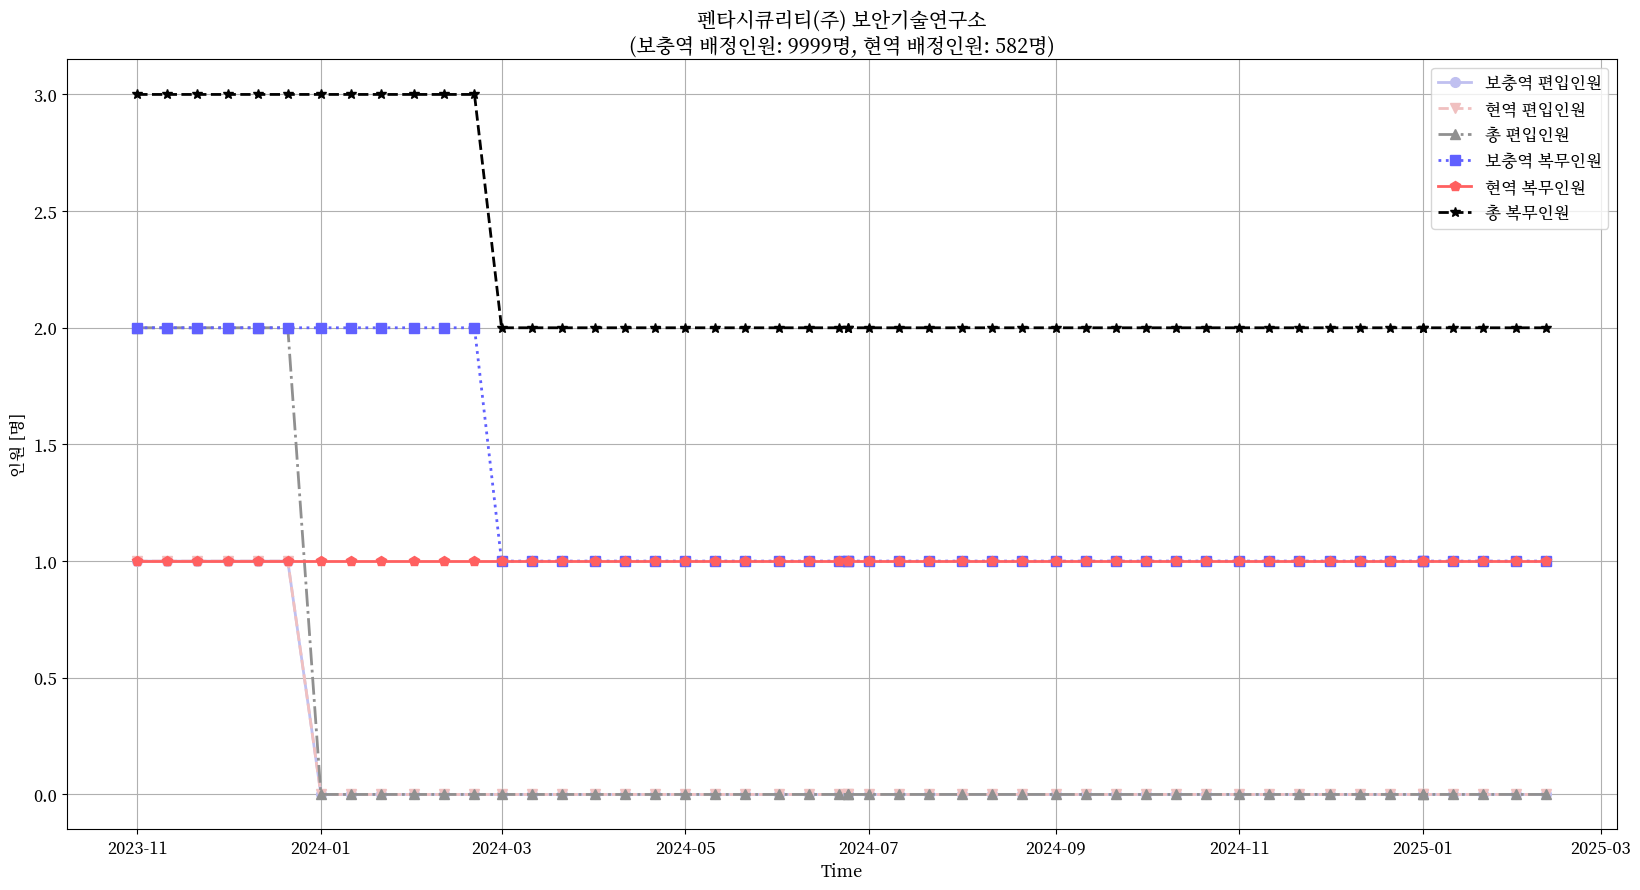 펜타시큐리티(주) 보안기술연구소
(보충역 배정인원: 9999명, 현역 배정인원: 582명)
보충역 편입인원
현역 편입인원
총 편입인원
보충역 복무인원
현역 복무인원
총 복무인원
3.0
2.5
2.0
1.5
1.0
0.5
0.0
인원 [명]
2023-11
2024-01
2024-03
2024-05
2024-07
2024-09
2024-11
2025-01
2025-03
Time